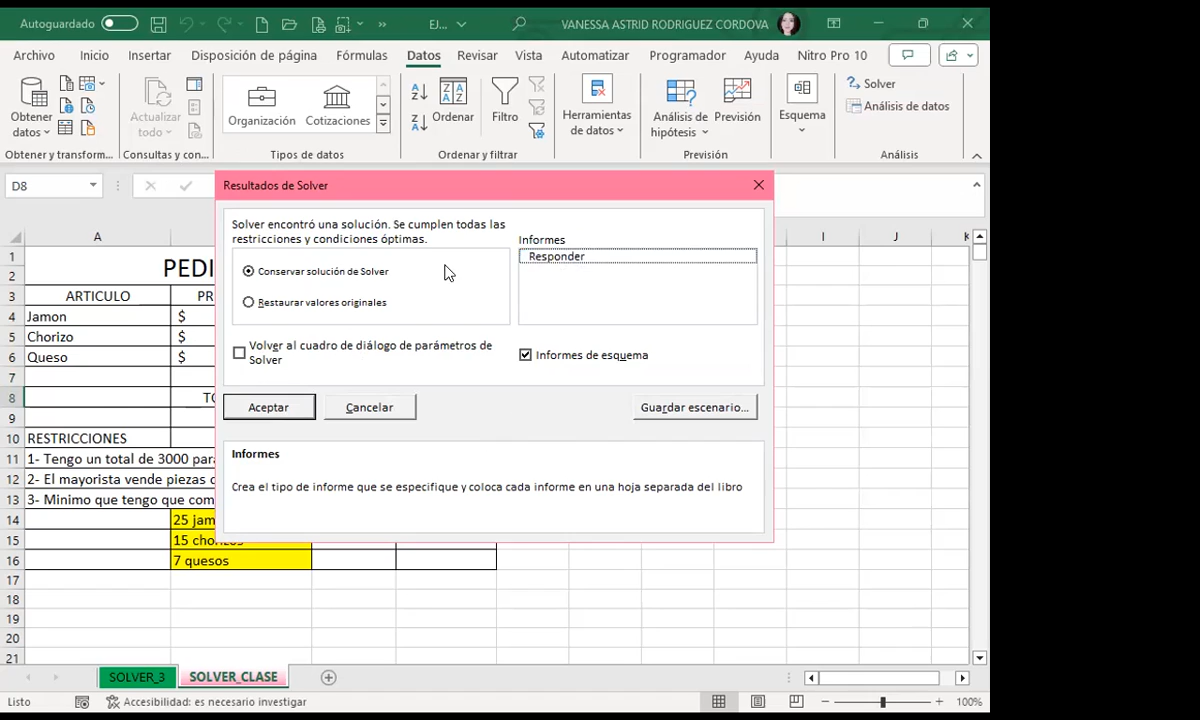 Autoguardado
EJ...
VANESSA ASTRID RODRIGUEZ CORDOVA
Archivo Inicio Insertar Disposición de página Fórmulas Datos Revisar Vista Automatizar Programador Ayuda Nitro Pro 10
Obtener
datos
Actualizar
todo
Organización
Cotizaciones
Ordenar
Filtro
Herramientas
de datos
Análisis de
hipótesis
Previsión
Esquema
Solver
Análisis de datos
Obtener y transform...
Consultas y con...
Tipos de datos
Ordenar y filtrar
Previsión
Análisis
D8
Resultados de Solver
Solver encontró una solución. Se cumplen todas las
restricciones y condiciones óptimas.
Informes
Responder
Conservar solución de Solver
Restaurar valores originales
Volver al cuadro de diálogo de parámetros de
Solver
Informes de esquema
Aceptar
Cancelar
Guardar escenario...
Informes
Crea el tipo de informe que se especifique y coloca cada informe en una hoja separada del libro
A I J K
1 PEDI
2
3 ARTICULO PR
4 Jamon $
5 Chorizo $
6 Queso $
7
8 TO
9
10 RESTRICCIONES
11 1- Tengo un total de 3000 para
12 2- El mayorista vende piezas c
13 3- Minimo que tengo que com
14 25 jam
15 15 chorizos
16 7 quesos
17
18
19
20
21
SOLVER_3 SOLVER_CLASE
Listo
Accesibilidad: es necesario investigar
100%